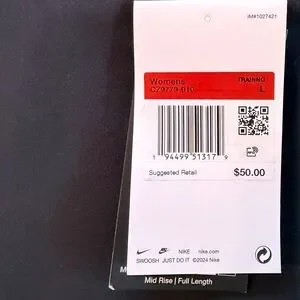 IM#1027421
Womens TRAINING
CZ9779-010 L
1 94499 51317 9
Suggested Retail $50.00
NIKE nike.com
SWOOSH JUST DO IT ©2024 Nike
Mid Rise | Full Length